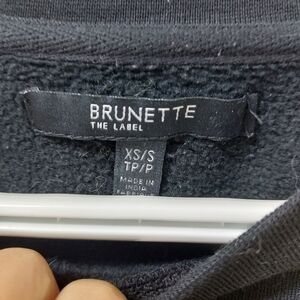 BRUNETTE
THE LABEL
XS/S
TP/P
MADE IN
INDIA